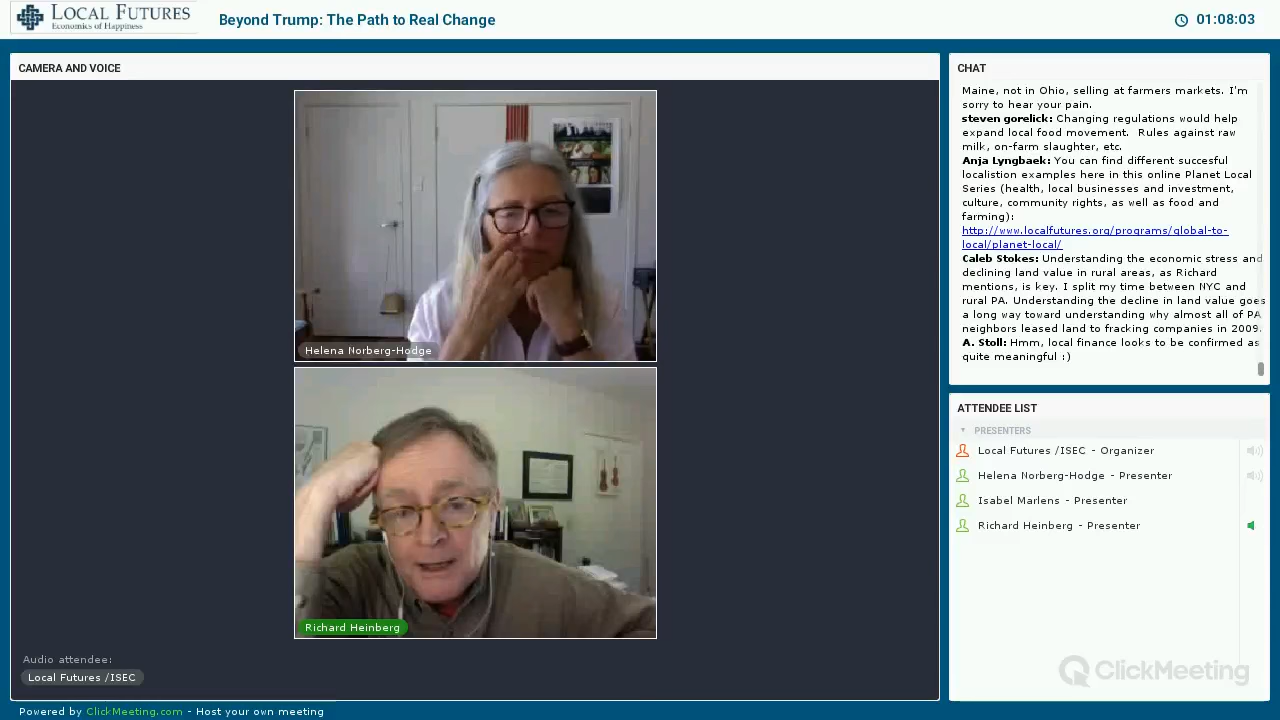 LOCAL FUTURES
Economics of Happiness
Beyond Trump: The Path to Real Change
01:08:03
CAMERA AND VOICE
Helena Norberg-Hodge
Richard Heinberg
Audio attendee:
Local Futures /ISEC
CHAT
Maine, not in Ohio, selling at farmers markets. I'm
sorry to hear your pain.
steven gorelick: Changing regulations would help
expand local food movement.  Rules against raw
milk, on-farm slaughter, etc.
Anja Lyngbaek: You can find different succesful
localistion examples here in this online Planet Local
Series (health, local businesses and investment,
culture, community rights, as well as food and
farming):
http://www.localfutures.org/programs/global-to-
local/planet-local/
Caleb Stokes: Understanding the economic stress and
declining land value in rural areas, as Richard
mentions, is key. I split my time between NYC and
rural PA. Understanding the decline in land value goes
a long way toward understanding why almost all of PA
neighbors leased land to fracking companies in 2009.
A. Stoll: Hmm, local finance looks to be confirmed as
quite meaningful :)
ATTENDEE LIST
PRESENTERS
Local Futures /ISEC - Organizer
Helena Norberg-Hodge - Presenter
Isabel Marlens - Presenter
Richard Heinberg - Presenter
ClickMeeting
Powered by ClickMeeting.com - Host your own meeting